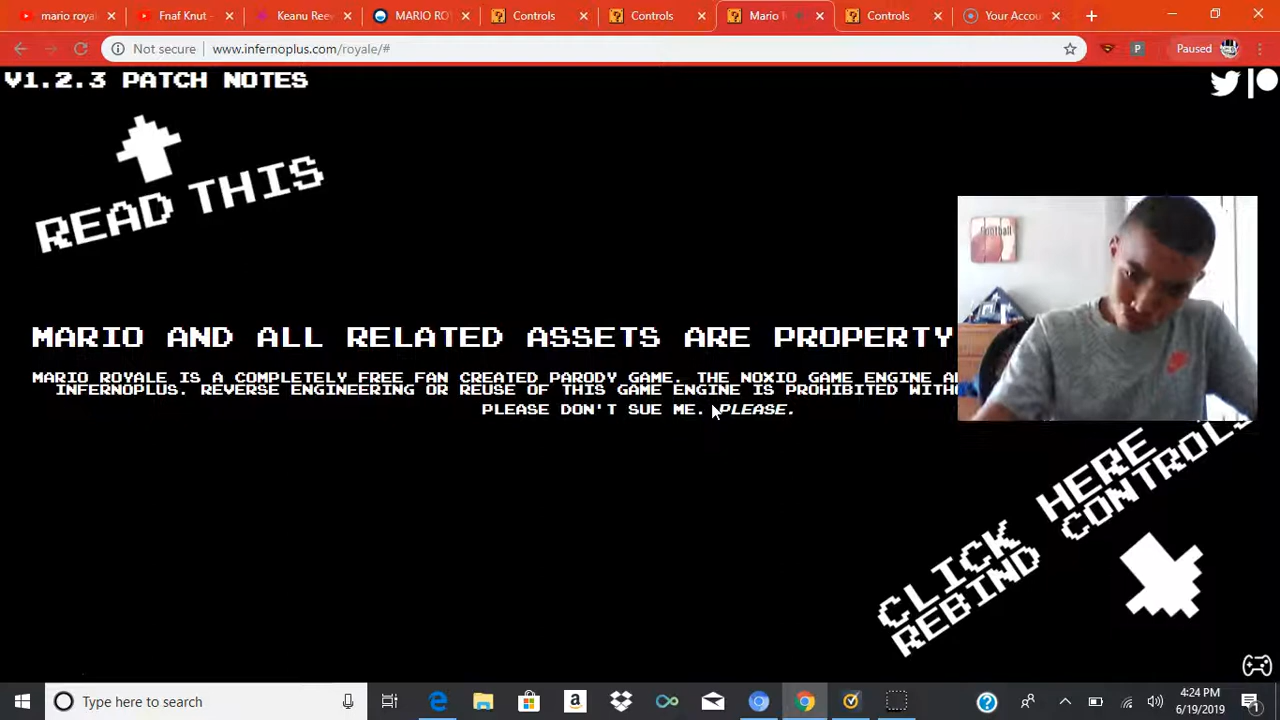 mario roya
Fnaf Knut -
Keanu Ree
MARIO RO
Controls
Controls
Mario
Controls
Your Accou
Not secure
www.infernoplus.com/royale/#
P
Paused
V1.2.3 PATCH NOTES
READ THIS
Football
MARIO AND ALL RELATED ASSETS ARE PROPERTY
MARIO ROYALE IS A COMPLETELY FREE FAN CREATED PARODY GAME. THE NOXIO GAME ENGINE
INFERNOPLUS. REVERSE ENGINEERING OR REUSE OF THIS GAME ENGINE IS PROHIBITED
PLEASE DON'T SUE ME. PLEASE.
CLICK HERE
REBIND CONTROLS
Type here to search
4:24 PM
6/19/2019